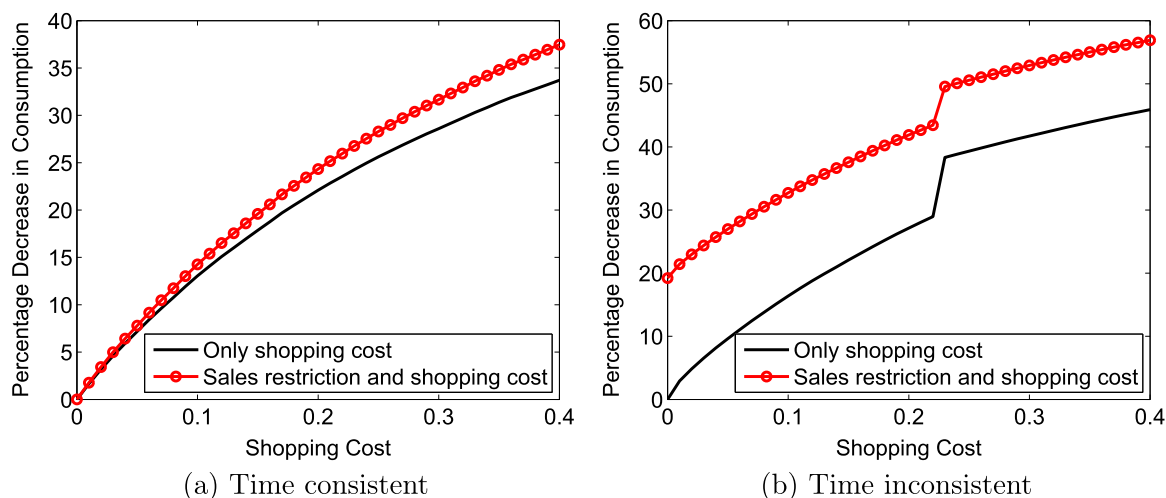 Percentage Decrease in Consumption
40
35
30
25
20
15
10
5
0
Only shopping cost
Sales restriction and shopping cost
0
0.1
0.2
0.3
0.4
Shopping Cost
(a) Time consistent
Percentage Decrease in Consumption
60
50
40
30
20
10
0
Only shopping cost
Sales restriction and shopping cost
0
0.1
0.2
0.3
0.4
Shopping Cost
(b) Time inconsistent